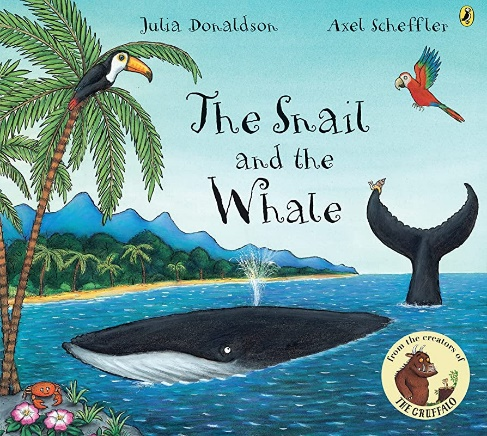 Julia Donaldson
Axel Scheffler
The Snail
and the
Whale
From the creators of
THE GRUFFALO